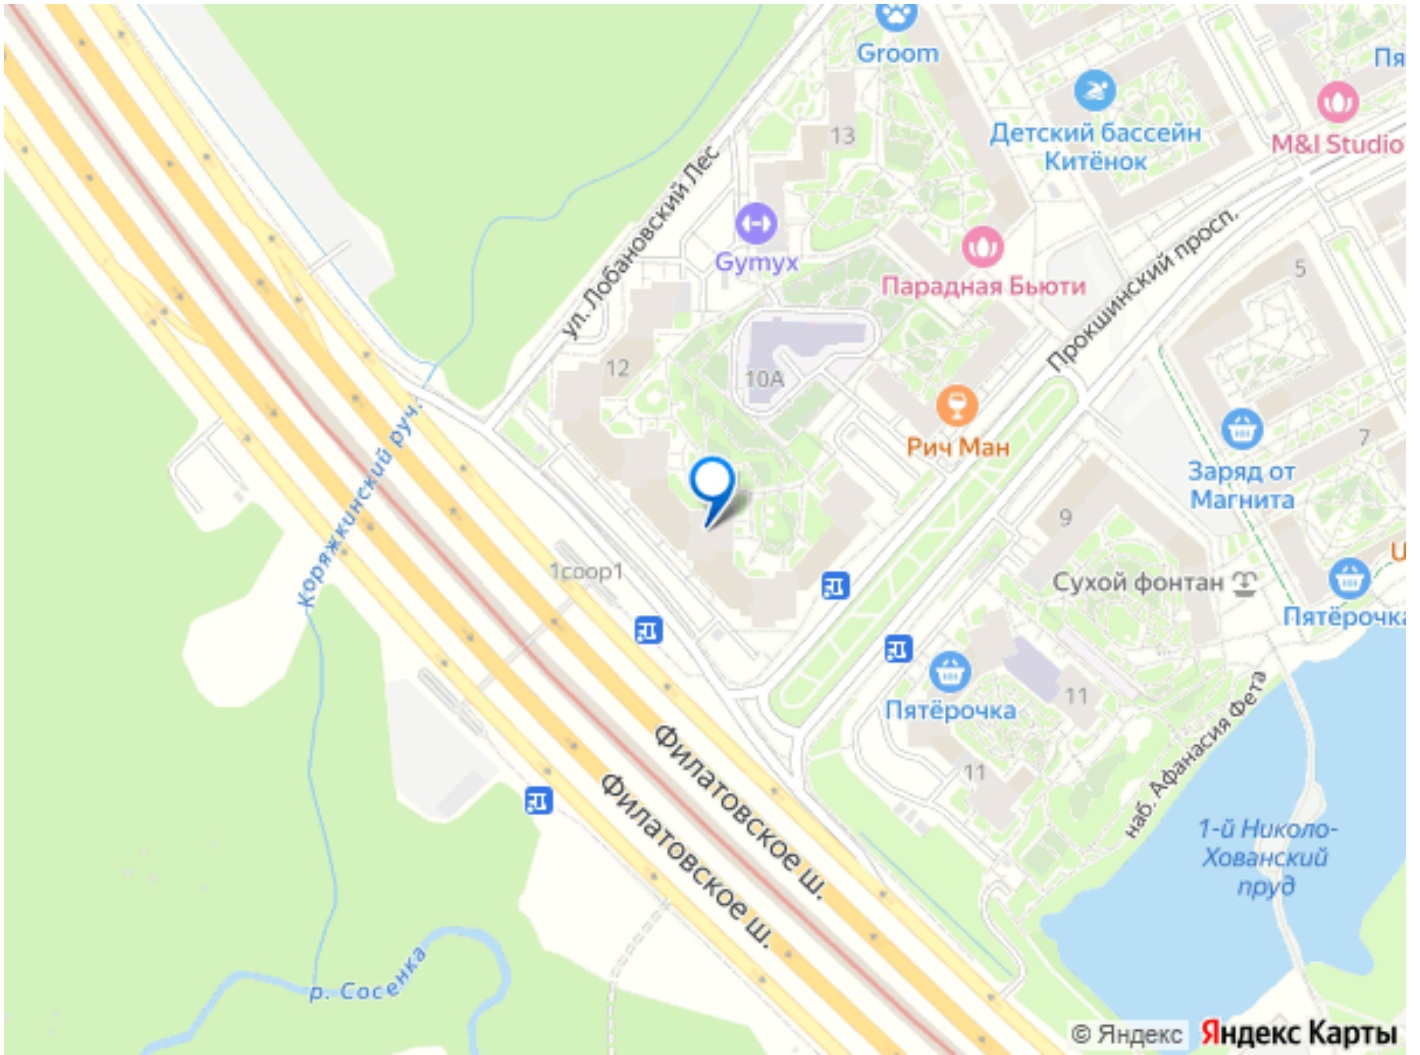 Groom
Пя
Детский бассейн
Китёнок
M&I Studio
13
ул. Лобановский Лес
Gymyx
Парадная Бьюти
Прокшинский просп.
5
12
10А
Рич Ман
7
Заряд от
Магнита
Коряжкинский руч.
9
1соор1
Сухой фонтан
Пятёрочка
Пятёрочка
11
11
наб. Афанасия Фета
Филатовское ш.
Филатовское ш.
1-й Николо-
Хованский
пруд
р. Сосенка
© Яндекс
Яндекс Карты